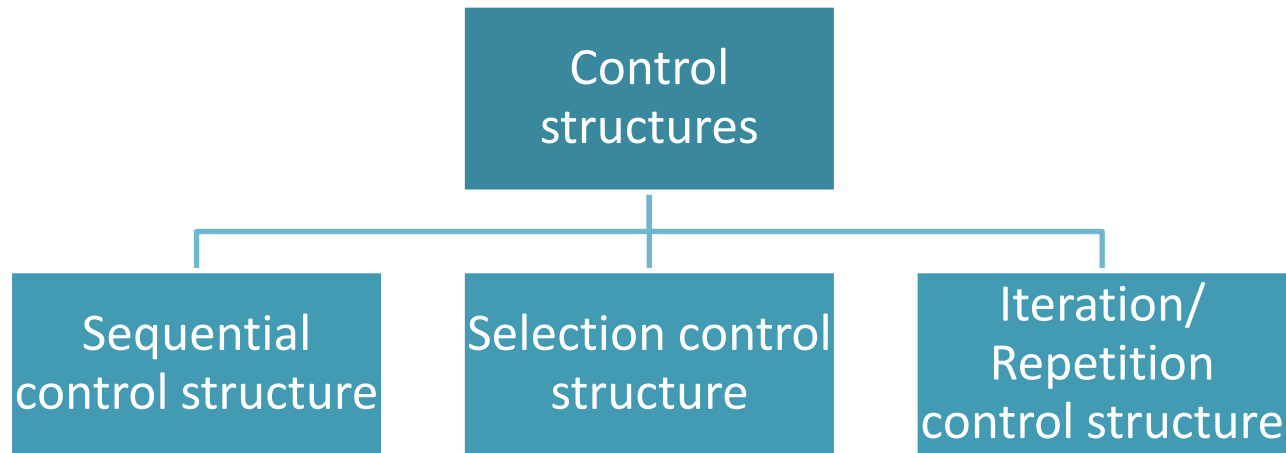 Control
structures
Sequential
control structure
Selection control
structure
Iteration/
Repetition
control structure